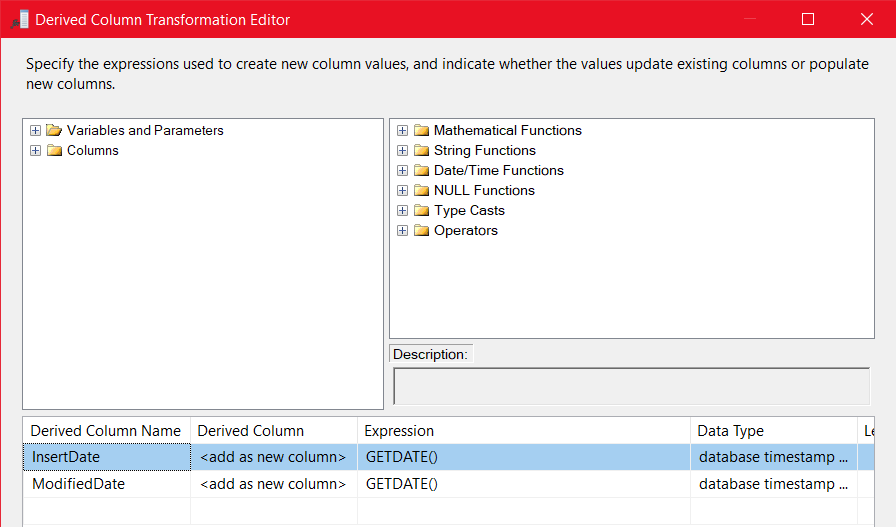 Derived Column Transformation Editor
Specify the expressions used to create new column values, and indicate whether the values update existing columns or populate
new columns.
Variables and Parameters
Columns
Mathematical Functions
String Functions
Date/Time Functions
NULL Functions
Type Casts
Operators
Description:
Derived Column Name Derived Column Expression Data Type
InsertDate <add as new column> GETDATE() database timestamp ...
ModifiedDate <add as new column> GETDATE() database timestamp ...